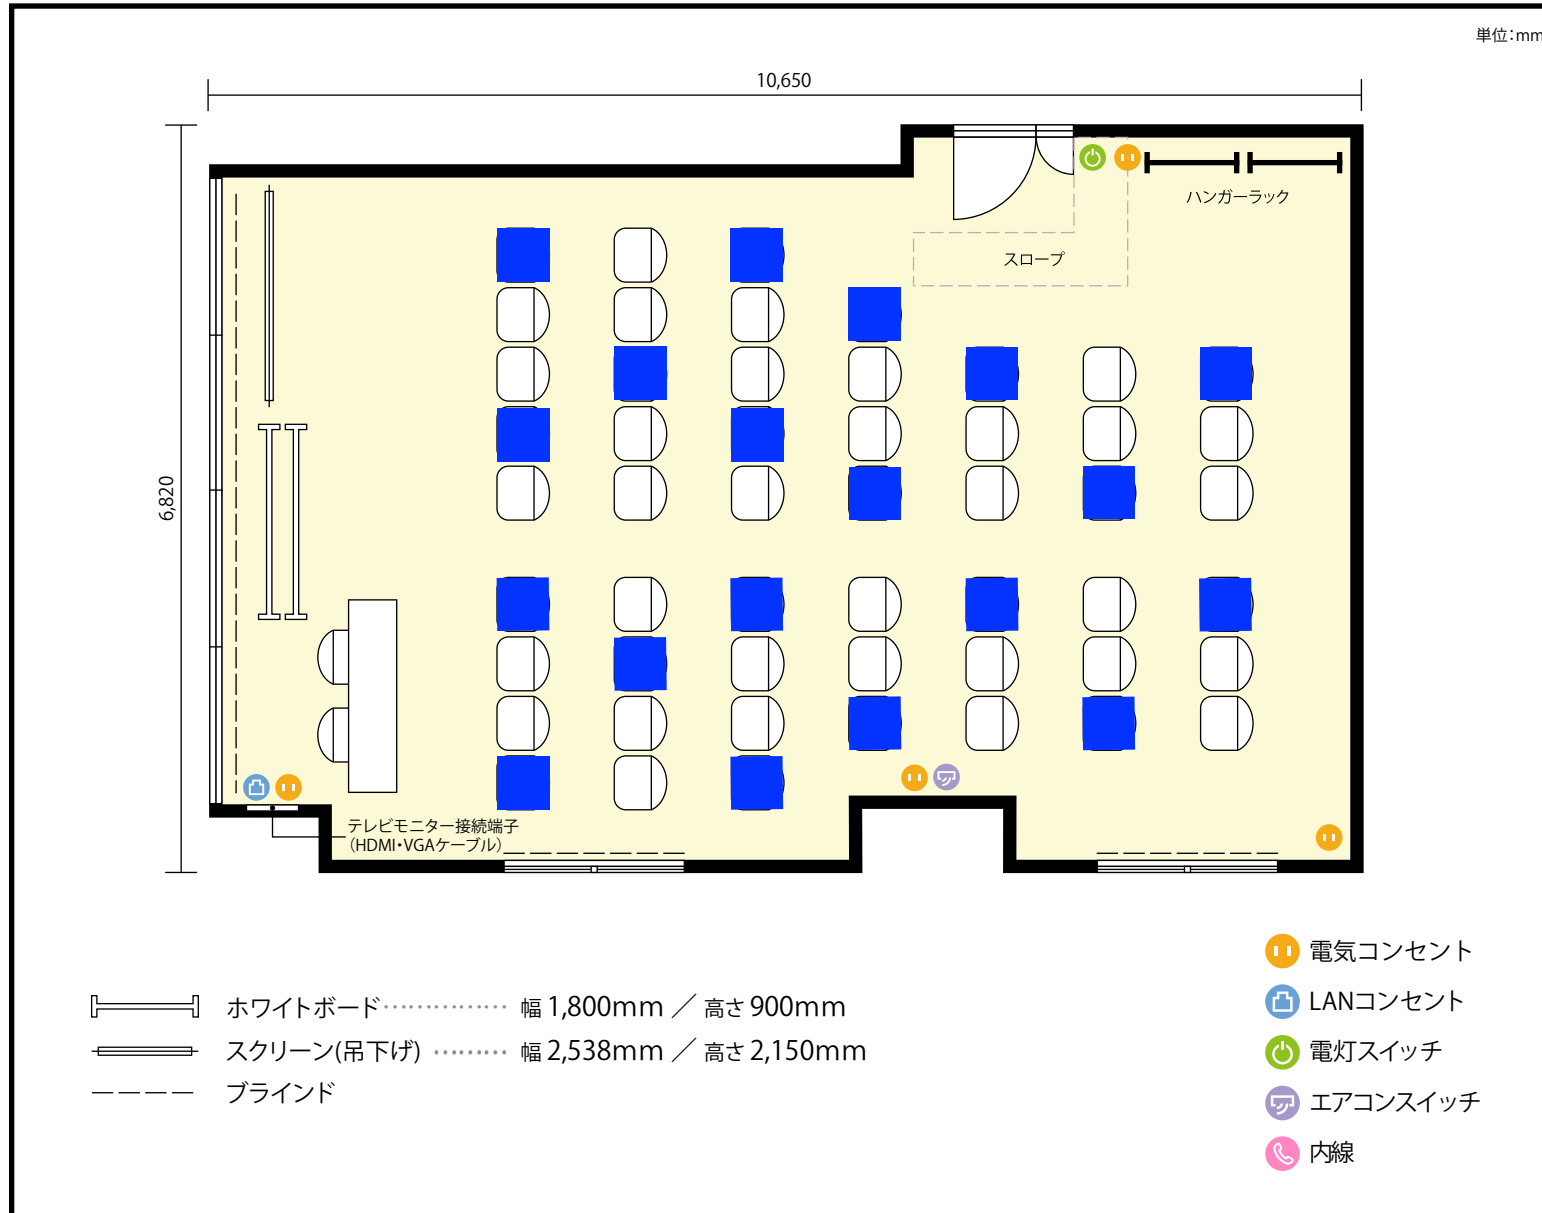 単位:mm
10,650
ハンガーラック
スロープ
6,820
テレビモニター接続端子
(HDMI・VGAケーブル)
ホワイトボード ·············· 幅 1,800mm ／ 高さ 900mm
スクリーン(吊下げ) ········· 幅 2,538mm ／ 高さ 2,150mm
ブラインド
電気コンセント
LANコンセント
電灯スイッチ
エアコンスイッチ
内線